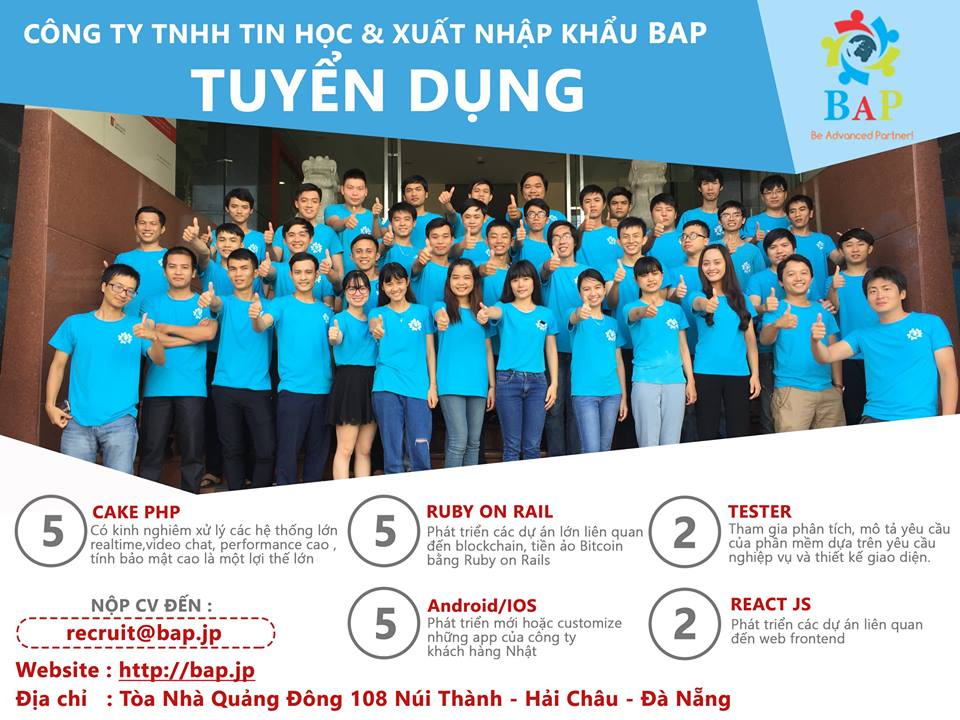 CÔNG TY TNHH TIN HỌC & XUẤT NHẬP KHẨU BAP
TUYỂN DỤNG
BAP
Be Advanced Partner!
5
CAKE PHP
Có kinh nghiêm xử lý các hệ thống lớn
realtime,video chat, performance cao ,
tính bảo mật cao là một lợi thế lớn
5
RUBY ON RAIL
Phát triển các dự án lớn liên quan
đến blockchain, tiền ảo Bitcoin
bằng Ruby on Rails
2
TESTER
Tham gia phân tích, mô tả yêu cầu
của phần mềm dựa trên yêu cầu
nghiệp vụ và thiết kế giao diện.
5
Android/IOS
Phát triển mới hoặc customize
những app của công ty
khách hàng Nhật
2
REACT JS
Phát triển các dự án liên quan
đến web frontend
NỘP CV ĐẾN :
recruit@bap.jp
Website : http://bap.jp
Địa chỉ : Tòa Nhà Quảng Đông 108 Núi Thành - Hải Châu - Đà Nẵng